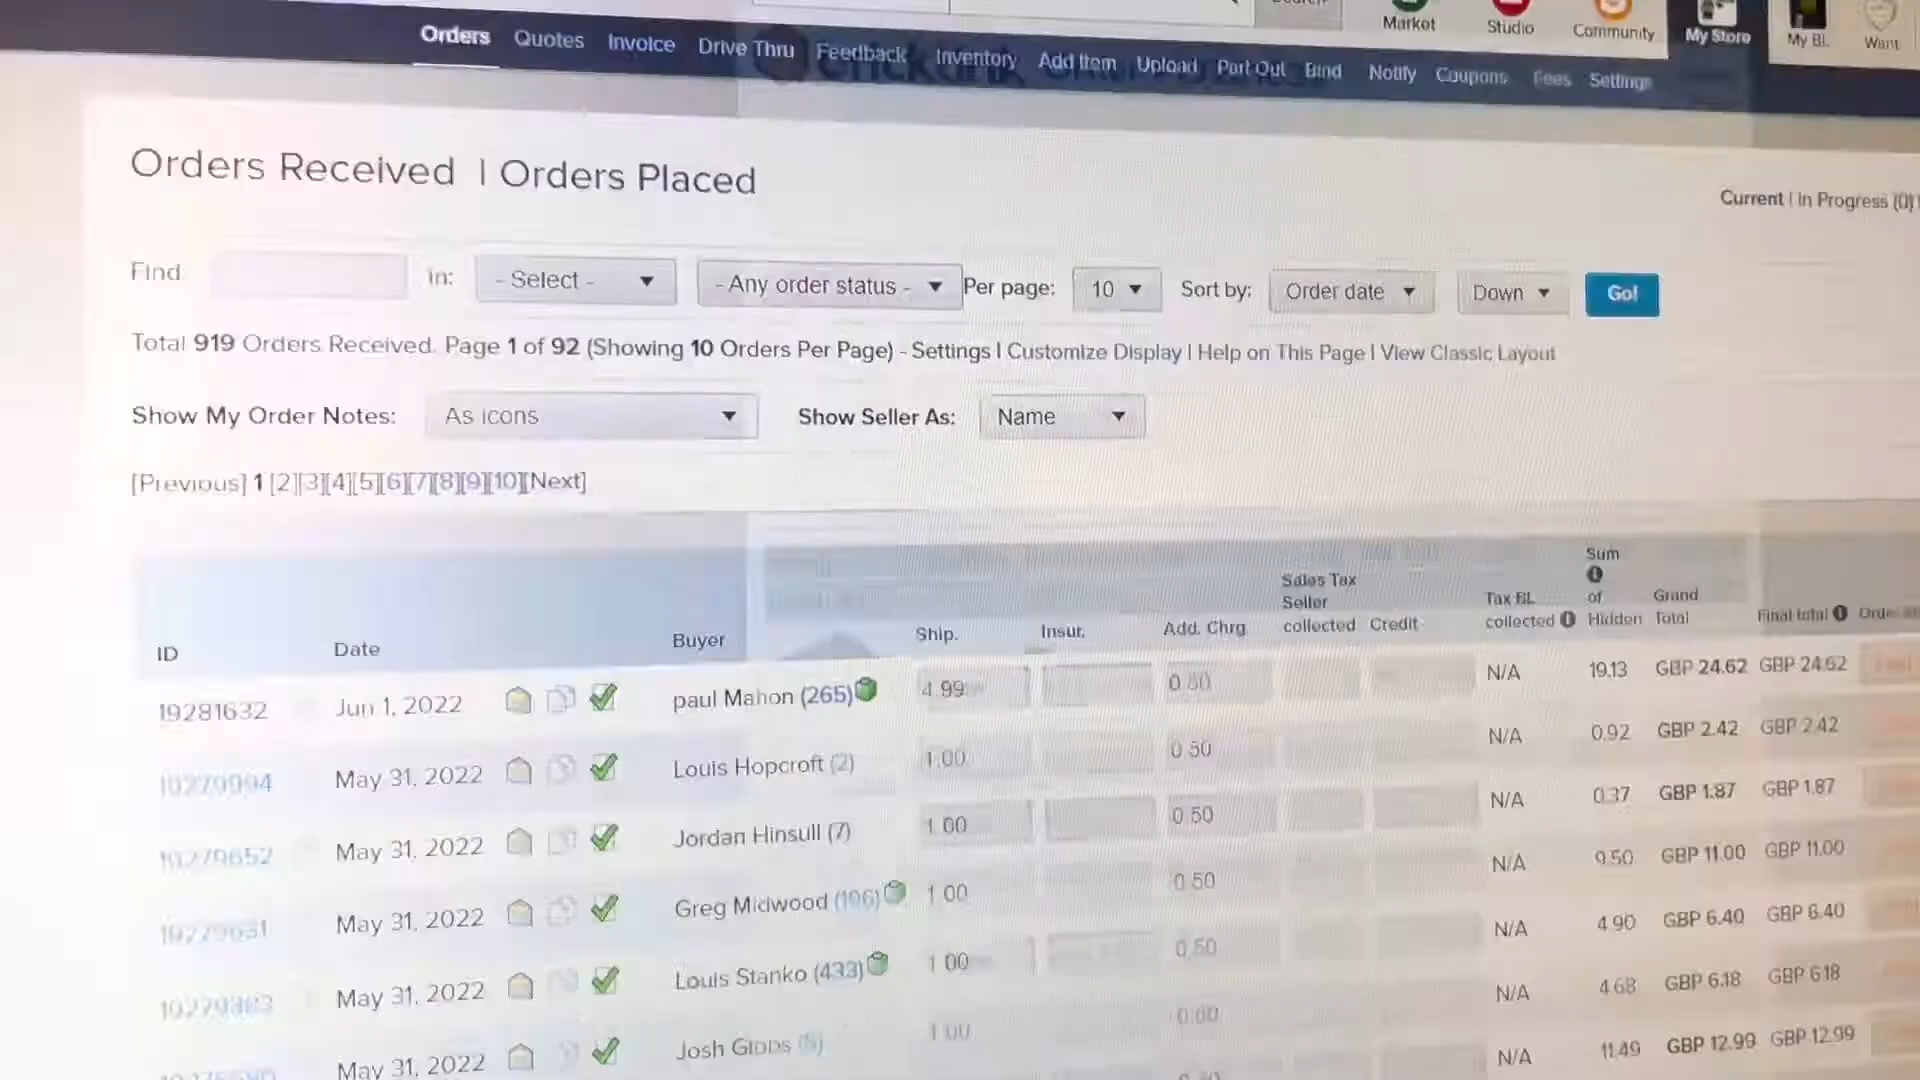 Market Studio Community My Store My BL Want
Orders Quotes Invoice Drive Thru Feedback Inventory Add Item Upload Part Out Bind Notify Coupons Fees Settings
Orders Received | Orders Placed
Current | In Progress (0)
Find: in: - Select - - Any order status - Per page: 10 Sort by: Order date Down Go!
Total 919 Orders Received. Page 1 of 92 (Showing 10 Orders Per Page) - Settings | Customize Display | Help on This Page | View Classic Layout
Show My Order Notes: As icons Show Seller As: Name
[Previous] 1 [2][3][4][5][6][7][8][9][10][Next]
ID Date Buyer Ship. Insur. Add. Chrg Sales Tax Seller collected Credit Tax BL collected Sum of Hidden Grand Total Final total
19281632 Jun 1, 2022 paul Mahon (265) 4.99 0.50 N/A 19.13 GBP 24.62 GBP 24.62
May 31, 2022 Louis Hopcroft (2) 1.00 0.50 N/A 0.92 GBP 2.42 GBP 2.42
May 31, 2022 Jordan Hinsull (7) 1.00 0.50 N/A 0.37 GBP 1.87 GBP 1.87
May 31, 2022 Greg Midwood (196) 1.00 0.50 N/A 9.50 GBP 11.00 GBP 11.00
May 31, 2022 Louis Stanko (433) 1.00 0.50 N/A 4.90 GBP 6.40 GBP 6.40
May 31, 2022 Josh Gibbs 1.00 N/A 4.68 GBP 6.18 GBP 6.18
N/A 11.49 GBP 12.99 GBP 12.99